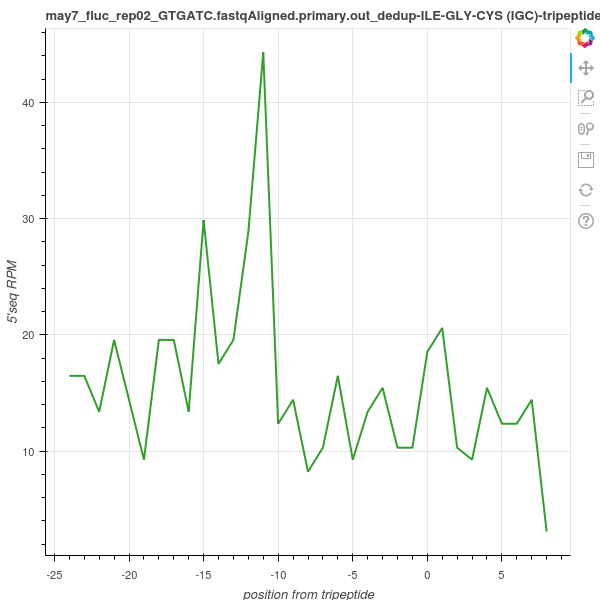 may7_fluc_rep02_GTGATC.fastqAligned.primary.out_dedup-ILE-GLY-CYS (IGC)-tripeptide
5'seq RPM
40
30
20
10
-25 -20 -15 -10 -5 0 5
position from tripeptide